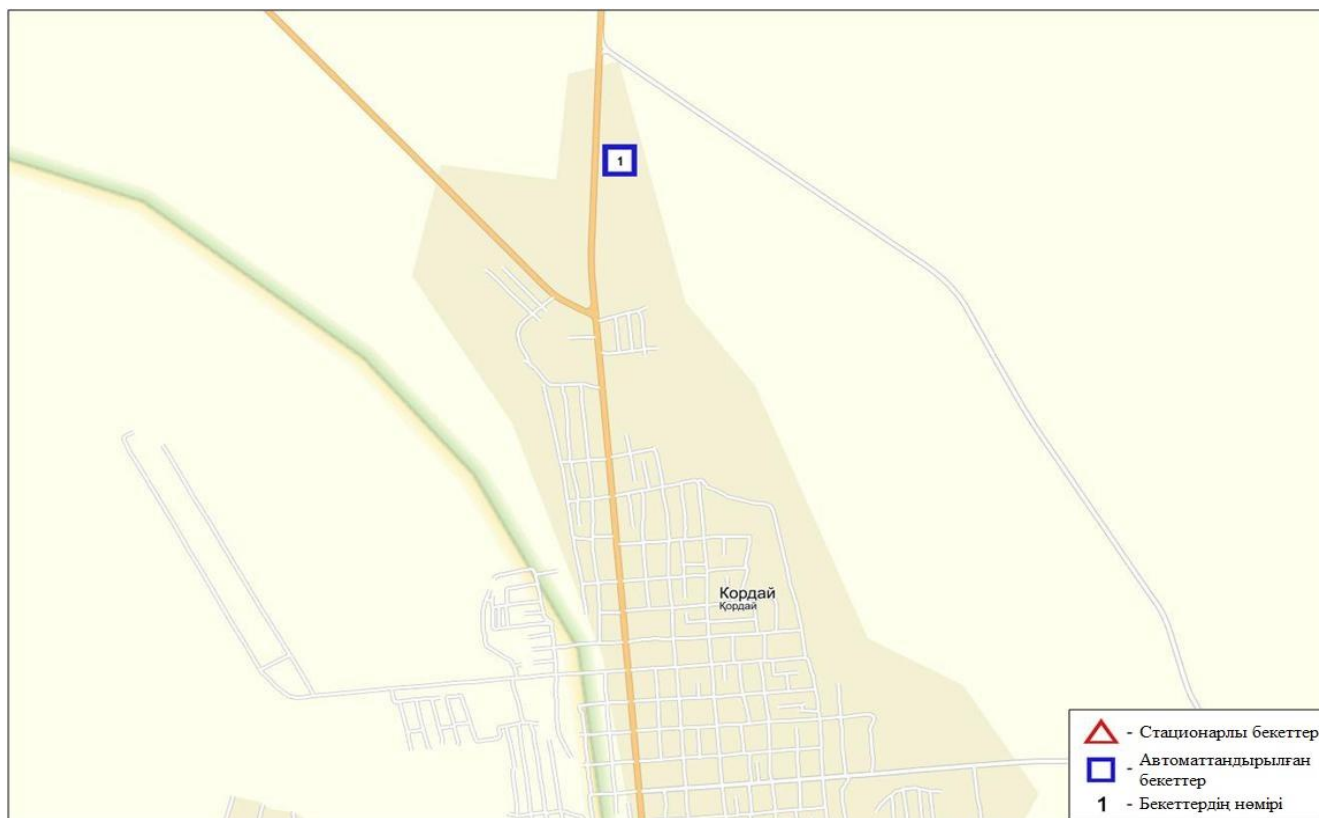 1
Кордай
Қордай
- Стационарлы бекеттер
- Автоматтандырылған
бекеттер
1 - Бекеттердің нөмірі